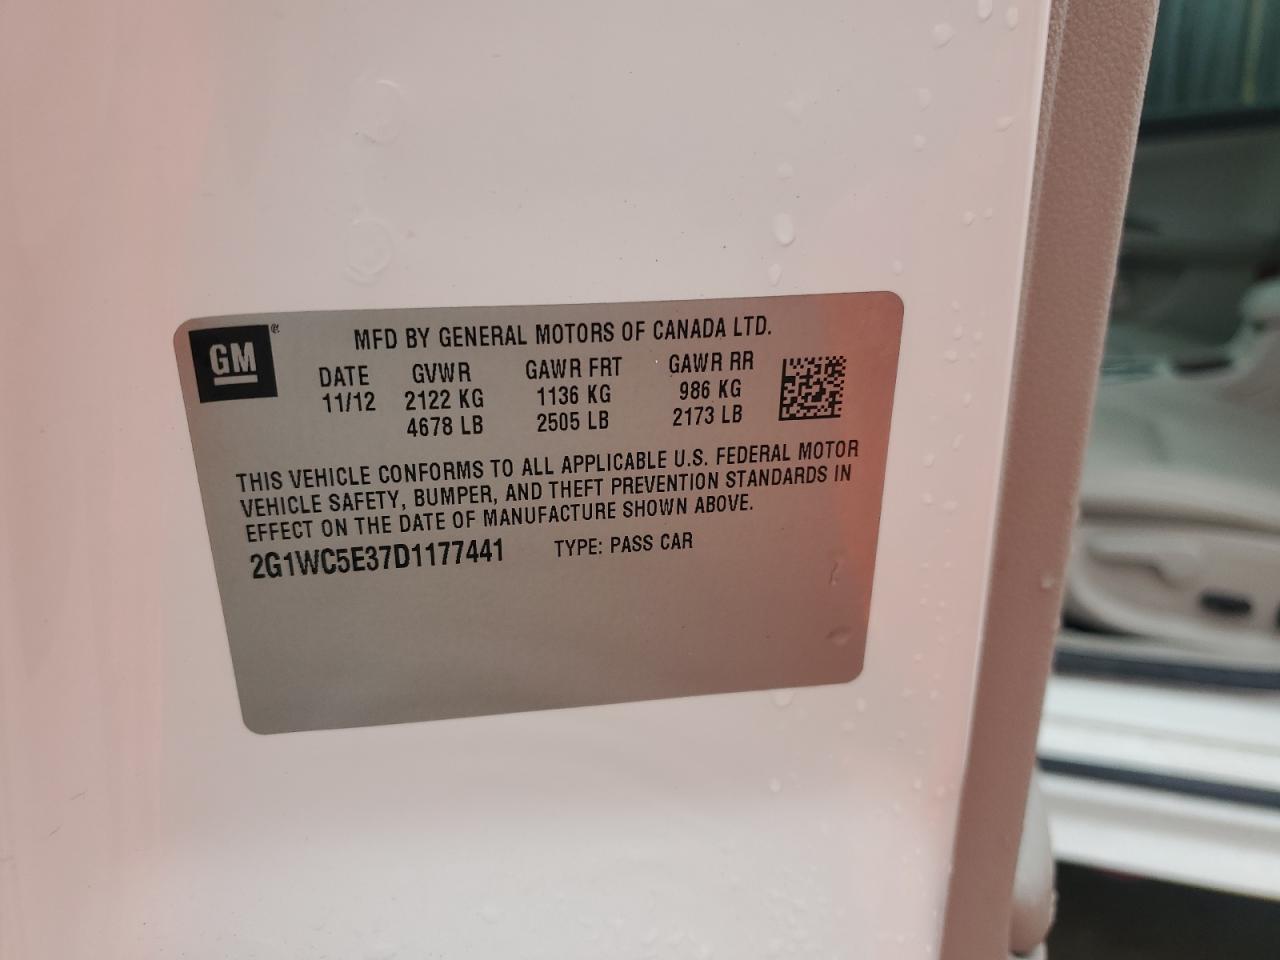 GM®
MFD BY GENERAL MOTORS OF CANADA LTD.
DATE GVWR GAWR FRT GAWR RR
11/12 2122 KG 1136 KG 986 KG
4678 LB 2505 LB 2173 LB
THIS VEHICLE CONFORMS TO ALL APPLICABLE U.S. FEDERAL MOTOR
VEHICLE SAFETY, BUMPER, AND THEFT PREVENTION STANDARDS IN
EFFECT ON THE DATE OF MANUFACTURE SHOWN ABOVE.
2G1WC5E37D1177441 TYPE: PASS CAR